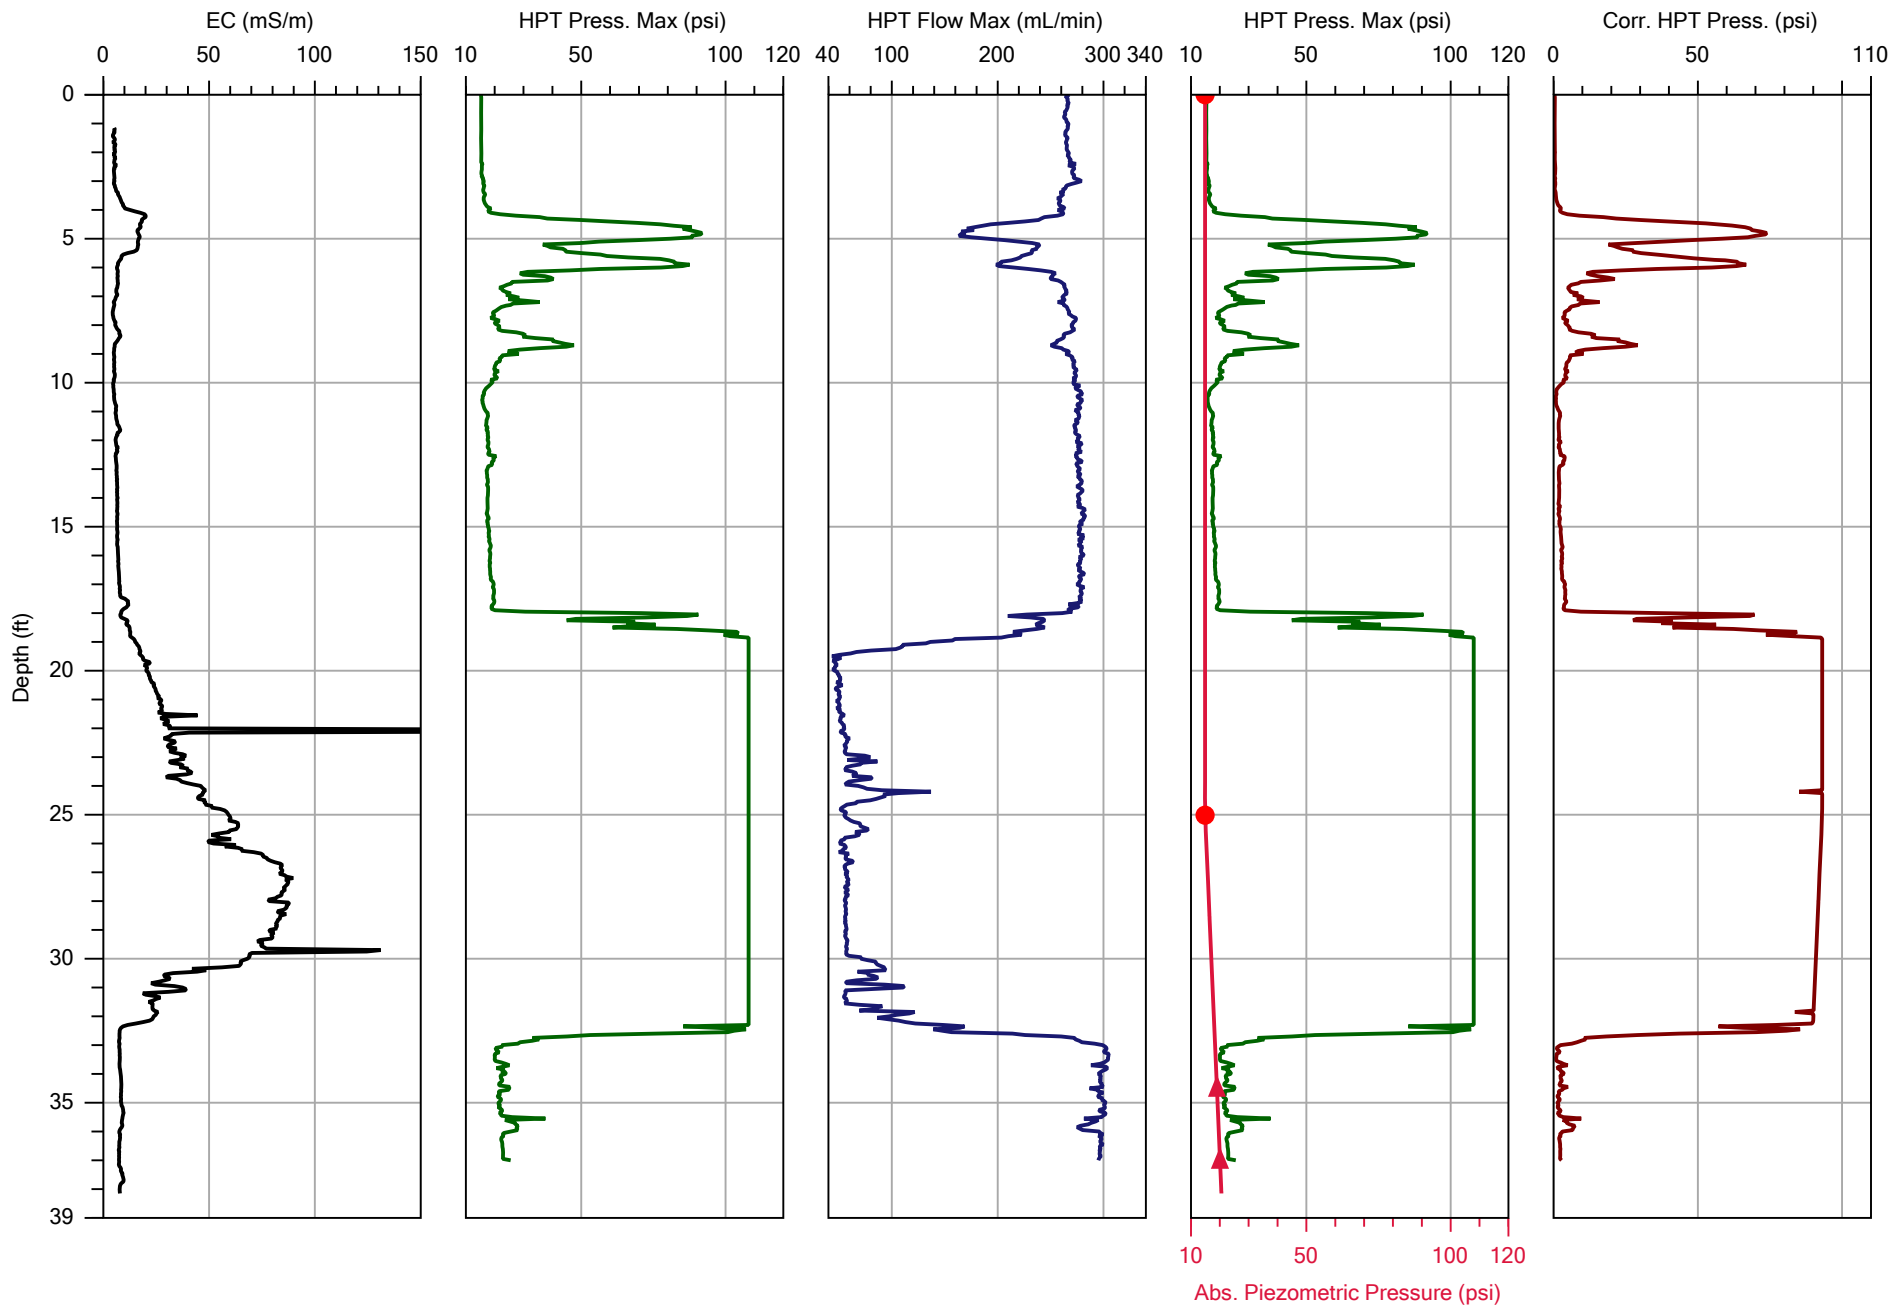 EC (mS/m) HPT Press. Max (psi) HPT Flow Max (mL/min) HPT Press. Max (psi) Corr. HPT Press. (psi)
0 50 100 150 10 50 100 120 40 100 200 300 340 10 50 100 120 0 50 110
0
5
10
15
20
25
30
35
39
Depth (ft)
10 50 100 120
Abs. Piezometric Pressure (psi)